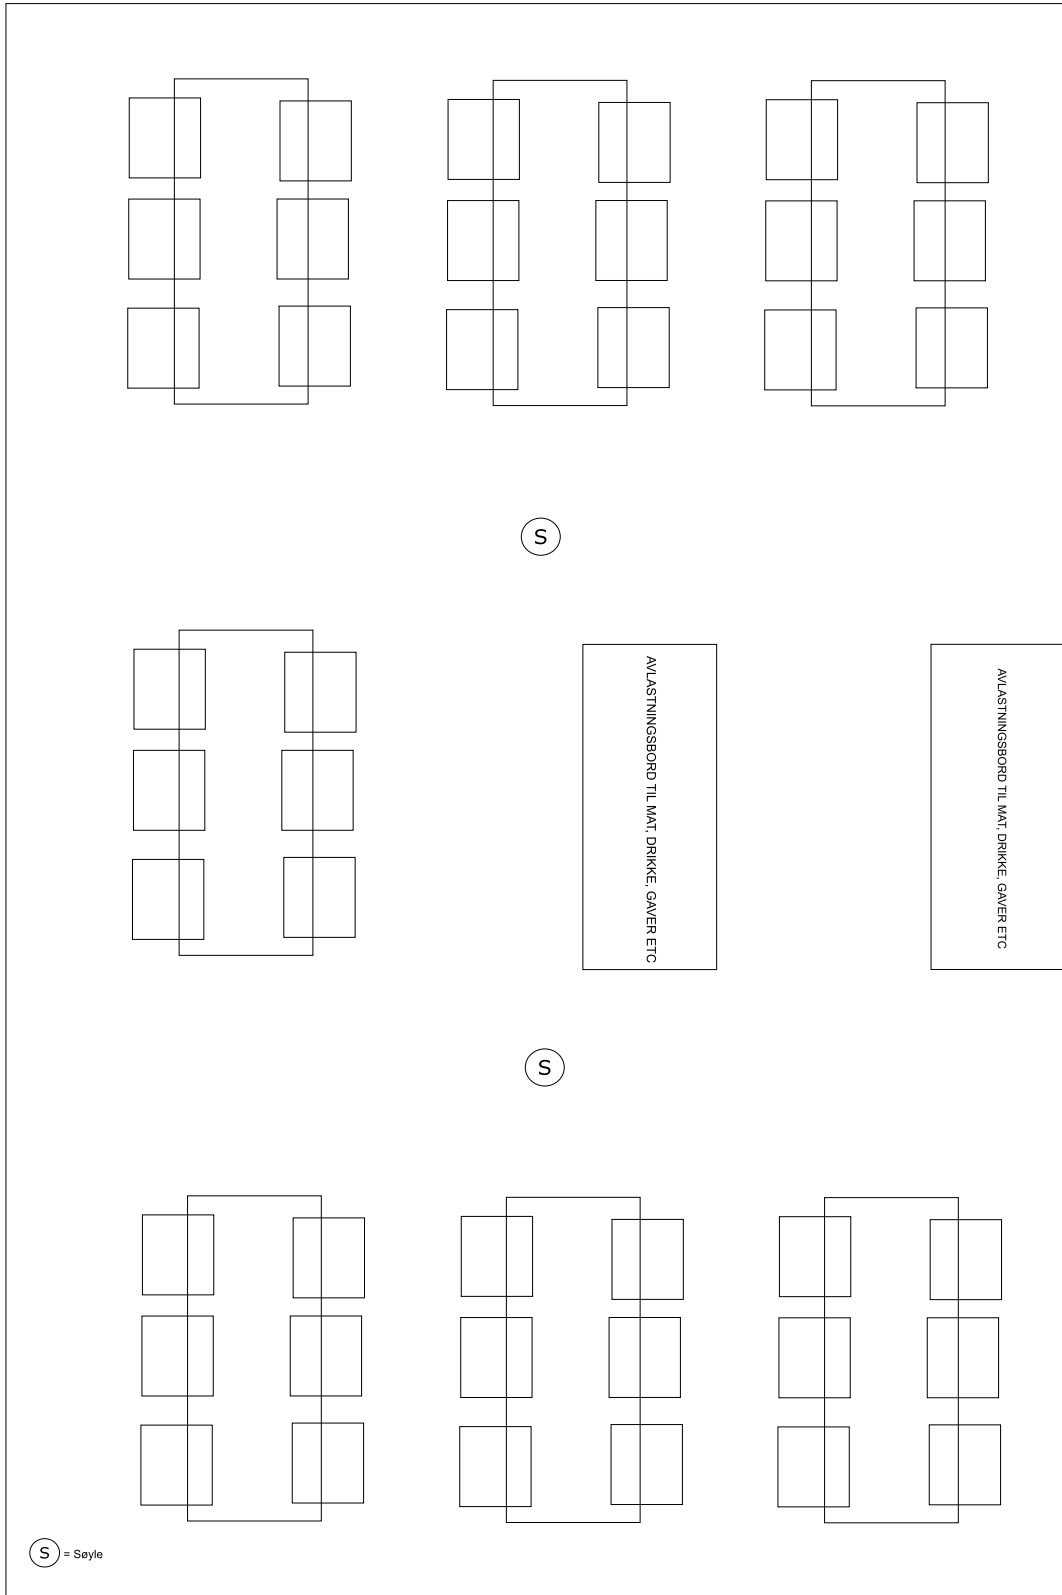 S
AVLASTNINGSBORD TIL MAT, DRIKKE, GAVER ETC
AVLASTNINGSBORD TIL MAT, DRIKKE, GAVER ETC
S
S = Søyle